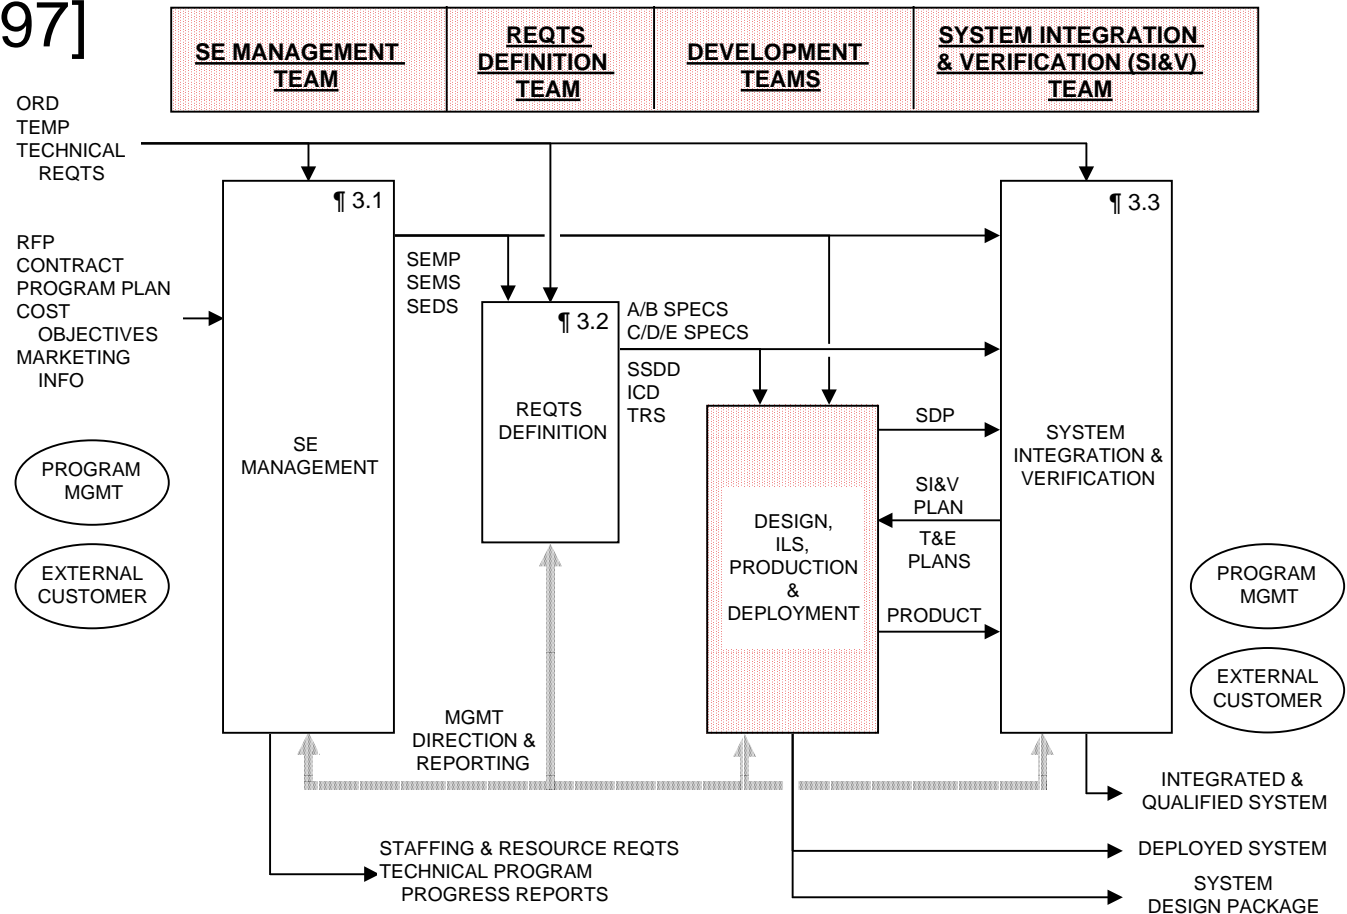 97]
SE MANAGEMENT
TEAM
REQTS
DEFINITION
TEAM
DEVELOPMENT
TEAMS
SYSTEM INTEGRATION
& VERIFICATION (SI&V)
TEAM
ORD
TEMP
TECHNICAL
REQTS
RFP
CONTRACT
PROGRAM PLAN
COST
OBJECTIVES
MARKETING
INFO
PROGRAM
MGMT
EXTERNAL
CUSTOMER
¶ 3.1
SE
MANAGEMENT
SEMP
SEMS
SEDS
¶ 3.2
REQTS
DEFINITION
A/B SPECS
C/D/E SPECS
SSDD
ICD
TRS
DESIGN,
ILS,
PRODUCTION
&
DEPLOYMENT
SDP
SI&V
PLAN
T&E
PLANS
PRODUCT
¶ 3.3
SYSTEM
INTEGRATION &
VERIFICATION
PROGRAM
MGMT
EXTERNAL
CUSTOMER
MGMT
DIRECTION &
REPORTING
STAFFING & RESOURCE REQTS
TECHNICAL PROGRAM
PROGRESS REPORTS
INTEGRATED &
QUALIFIED SYSTEM
DEPLOYED SYSTEM
SYSTEM
DESIGN PACKAGE